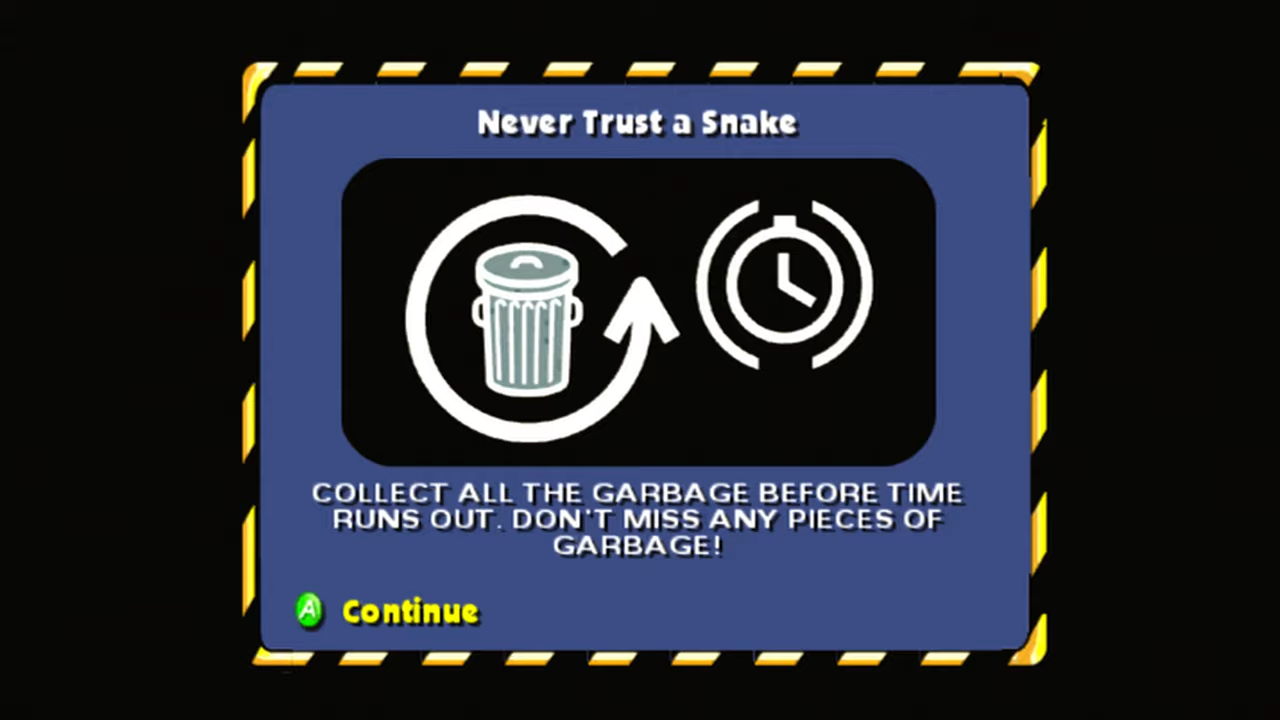 Never Trust a Snake
COLLECT ALL THE GARBAGE BEFORE TIME
RUNS OUT. DON'T MISS ANY PIECES OF
GARBAGE!
A Continue